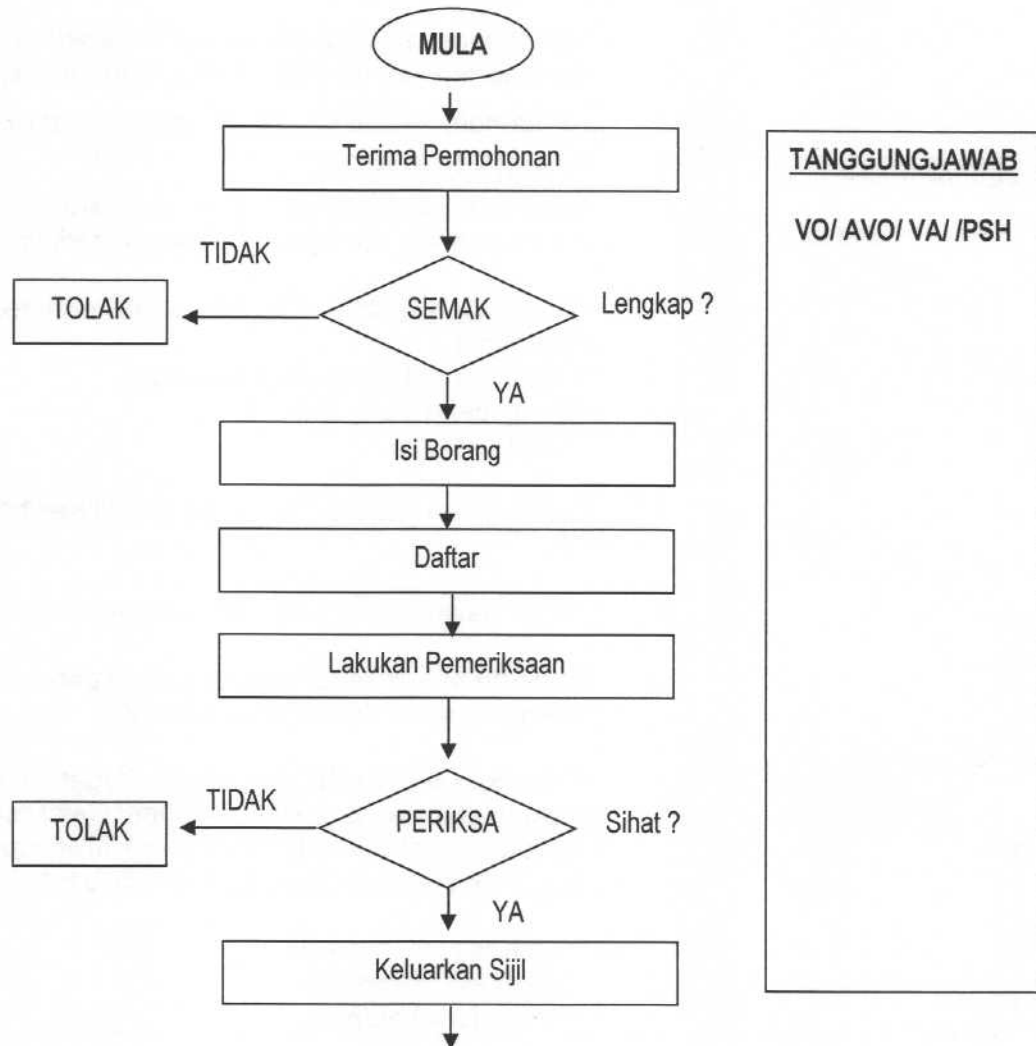 MULA
Terima Permohonan
TANGGUNGJAWAB
VO/ AVO/ VA/ /PSH
TIDAK
TOLAK
SEMAK
Lengkap ?
YA
Isi Borang
Daftar
Lakukan Pemeriksaan
TIDAK
TOLAK
PERIKSA
Sihat ?
YA
Keluarkan Sijil